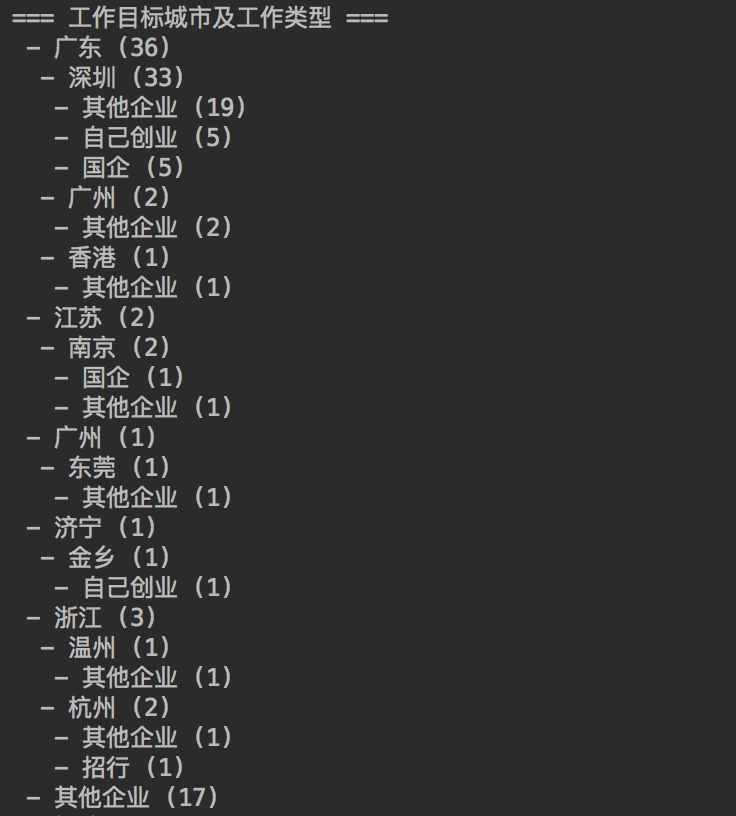 === 工作目标城市及工作类型 ===
- 广东 (36)
- 深圳 (33)
- 其他企业 (19)
- 自己创业 (5)
- 国企 (5)
- 广州 (2)
- 其他企业 (2)
- 香港 (1)
- 其他企业 (1)
- 江苏 (2)
- 南京 (2)
- 国企 (1)
- 其他企业 (1)
- 广州 (1)
- 东莞 (1)
- 其他企业 (1)
- 济宁 (1)
- 金乡 (1)
- 自己创业 (1)
- 浙江 (3)
- 温州 (1)
- 其他企业 (1)
- 杭州 (2)
- 其他企业 (1)
- 招行 (1)
- 其他企业 (17)